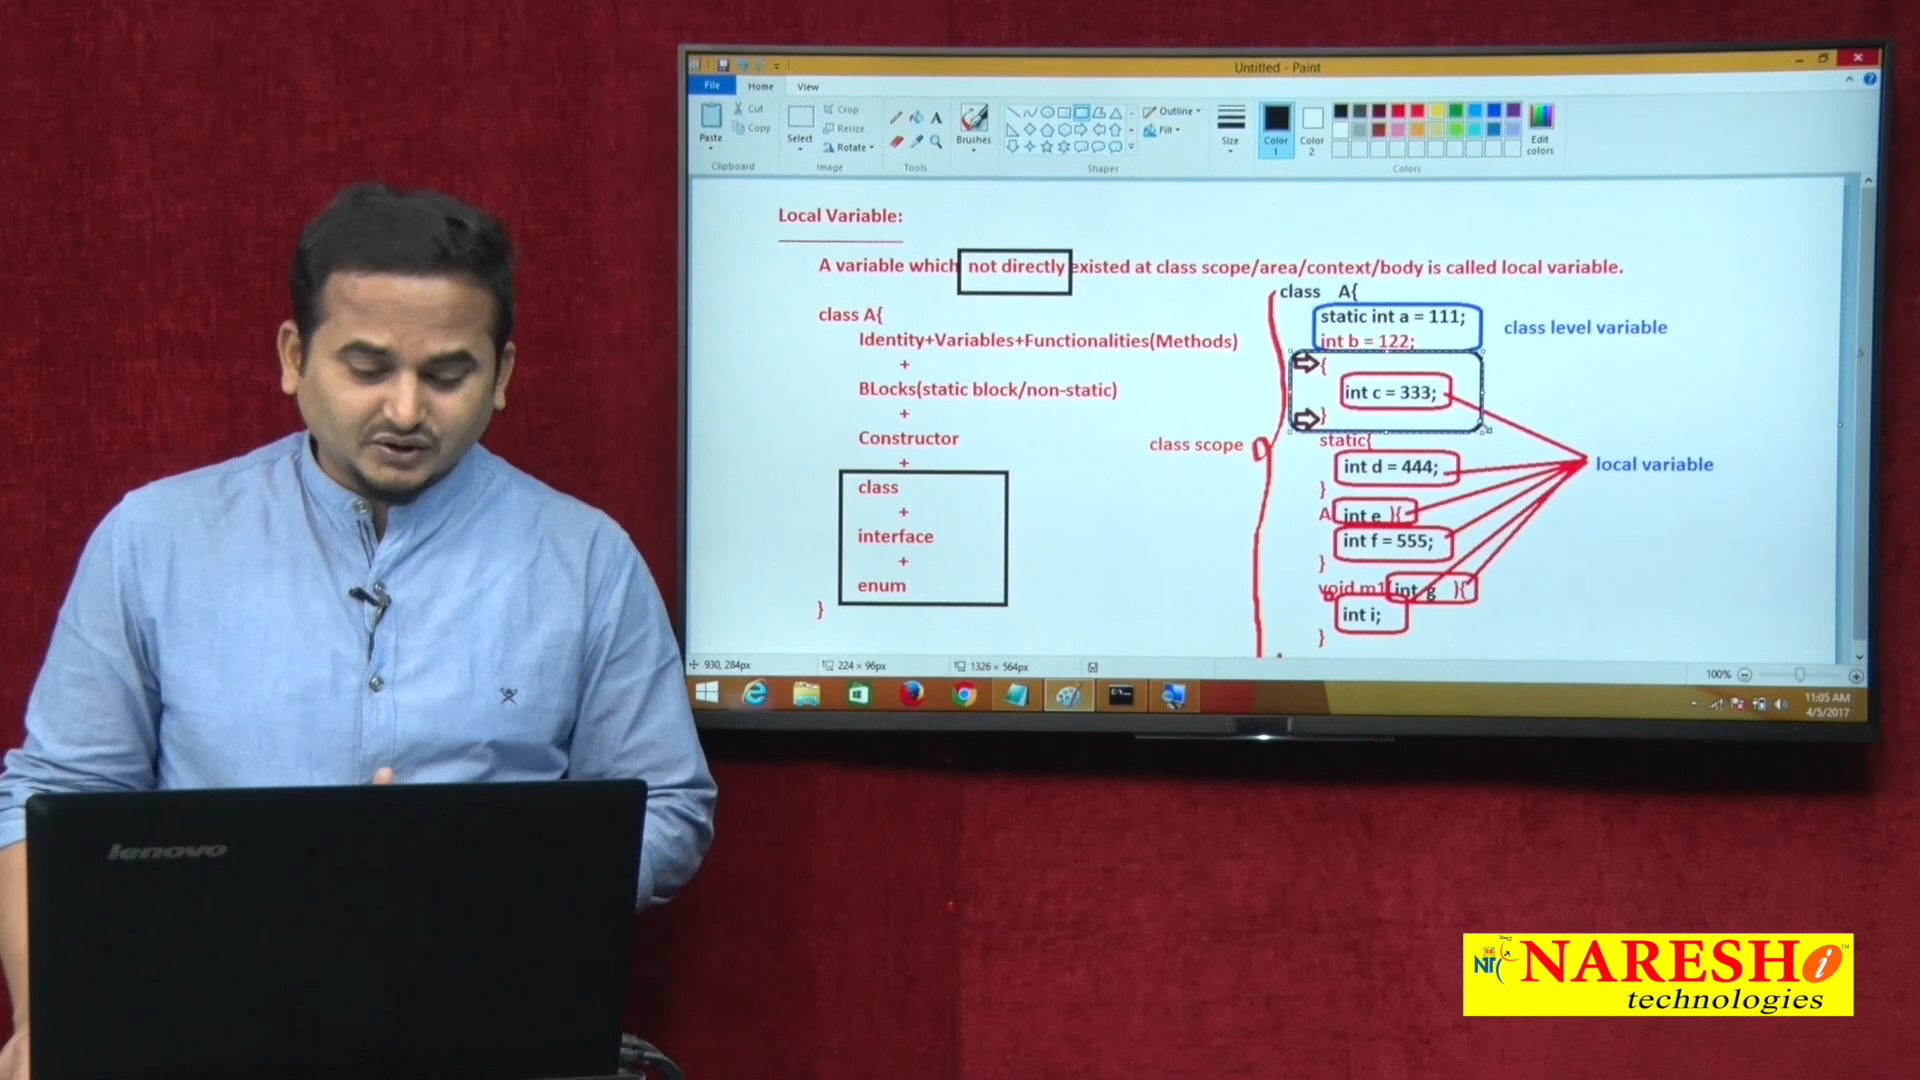 Untitled - Paint
File Home View
Paste
Cut
Copy
Clipboard
Select
Crop
Resize
Rotate
Image
A
Tools
Brushes
Outline
Fill
Shapes
Size
Color 1
Color 2
Edit colors
Colors
Local Variable:
A variable which not directly existed at class scope/area/context/body is called local variable.
class A{
Identity+Variables+Functionalities(Methods)
+
BLocks(static block/non-static)
+
Constructor
+
class
+
interface
+
enum
}
class scope
class A{
static int a = 111;
int b = 122;
class level variable
{
int c = 333;
}
static{
int d = 444;
}
local variable
A int e ){
int f = 555;
}
void m1(int g ){
int i;
}
930, 284px
224 × 96px
1326 × 564px
100%
11:05 AM
4/5/2017
lenovo
NT
NARESH i ™
technologies